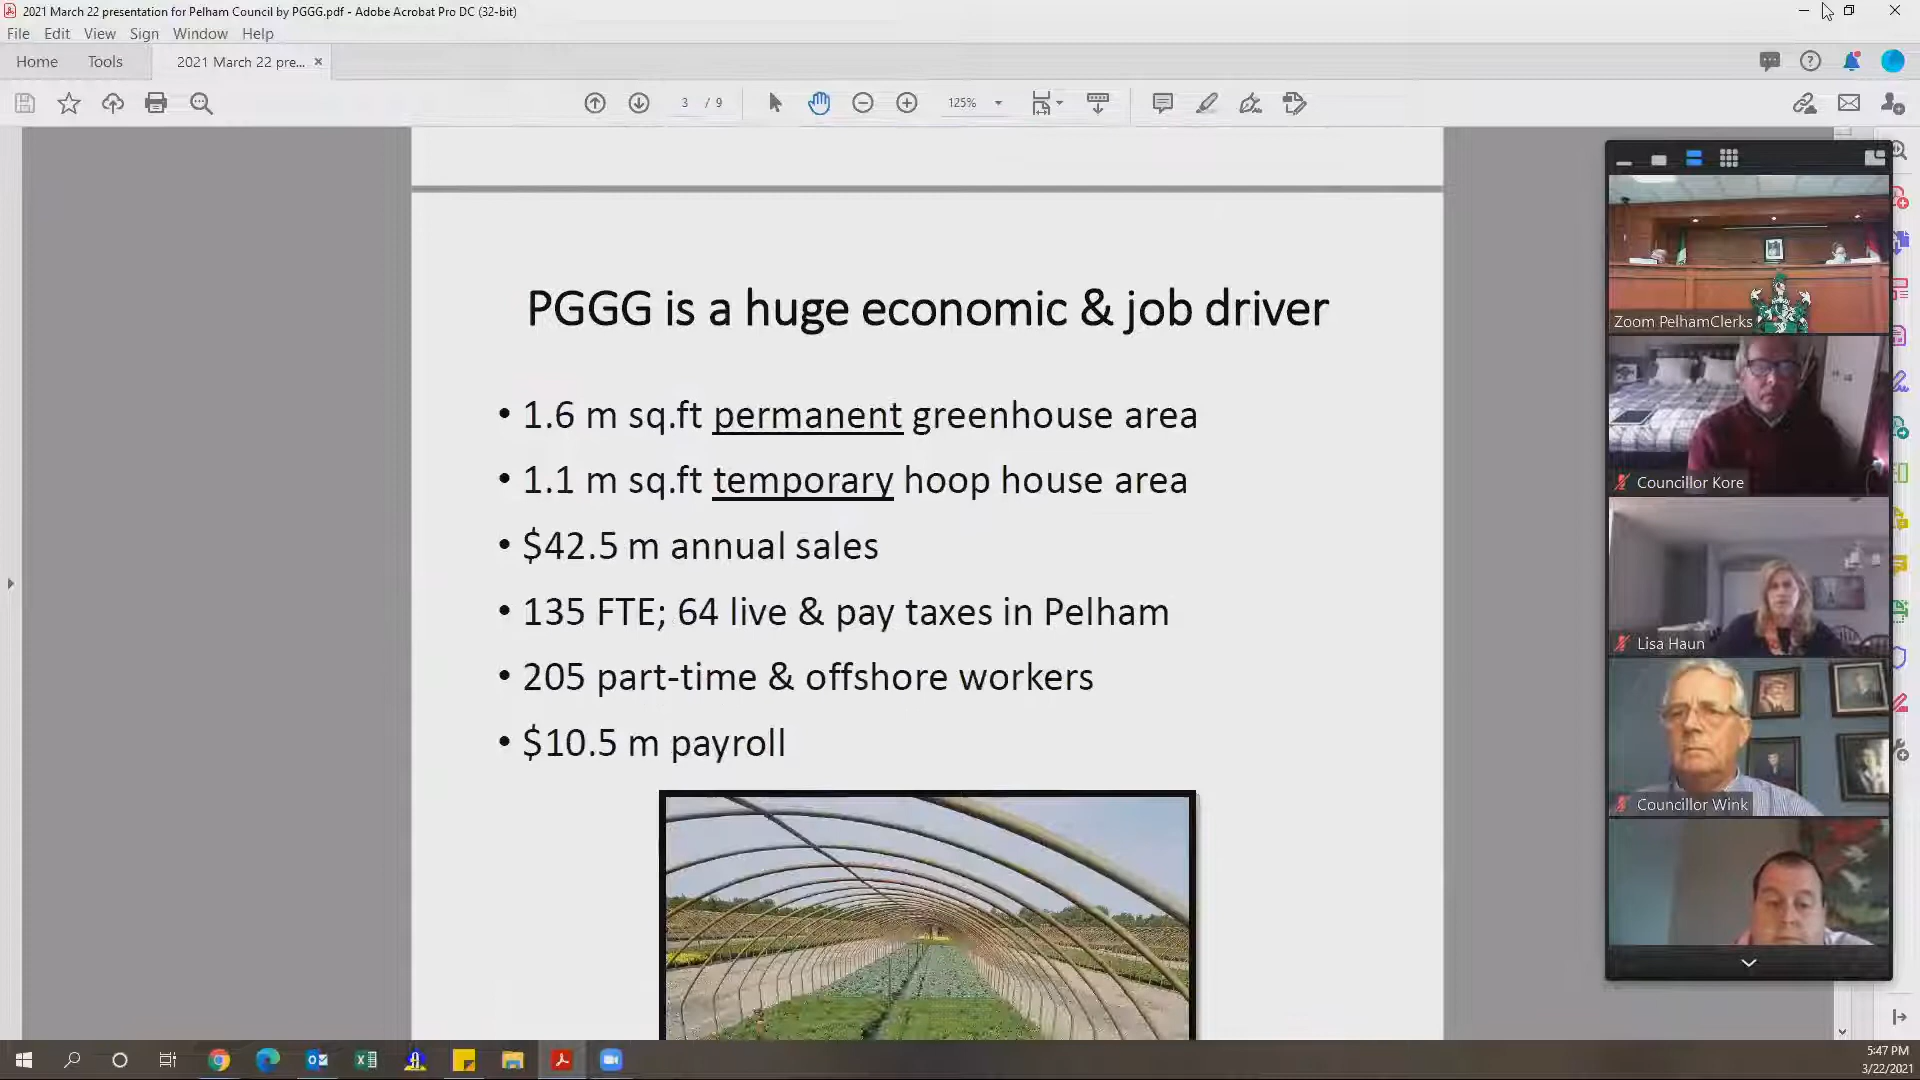 2021 March 22 presentation for Pelham Council by PGGG.pdf - Adobe Acrobat Pro DC (32-bit)
File Edit View Sign Window Help
Home Tools 2021 March 22 pre...
3 / 9 125%
PGGG is a huge economic & job driver
• 1.6 m sq.ft permanent greenhouse area
• 1.1 m sq.ft temporary hoop house area
• $42.5 m annual sales
• 135 FTE; 64 live & pay taxes in Pelham
• 205 part-time & offshore workers
• $10.5 m payroll
Zoom PelhamClerks
Councillor Kore
Lisa Haun
Councillor Wink
5:47 PM
3/22/2021